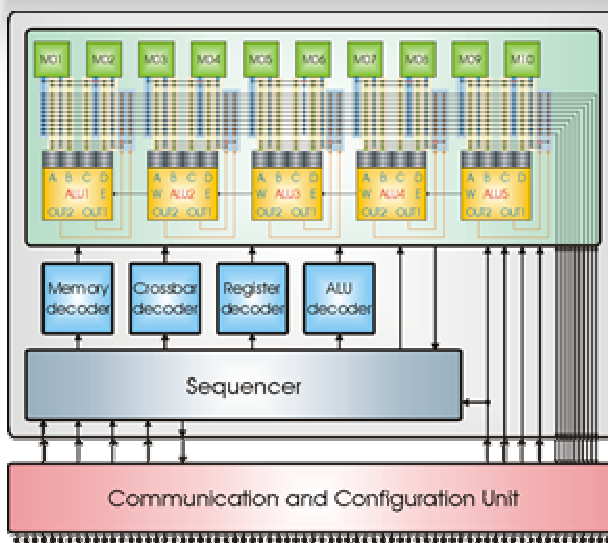 M01 M02 M03 M04 M05 M06 M07 M08 M09 M10
A B C D A B C D A B C D A B C D A B C D
ALU1 E W ALU2 E W ALU3 E W ALU4 E W ALU5
OUT2 OUT1 OUT2 OUT1 OUT2 OUT1 OUT2 OUT1 OUT2 OUT1
Memory decoder
Crossbar decoder
Register decoder
ALU decoder
Sequencer
Communication and Configuration Unit